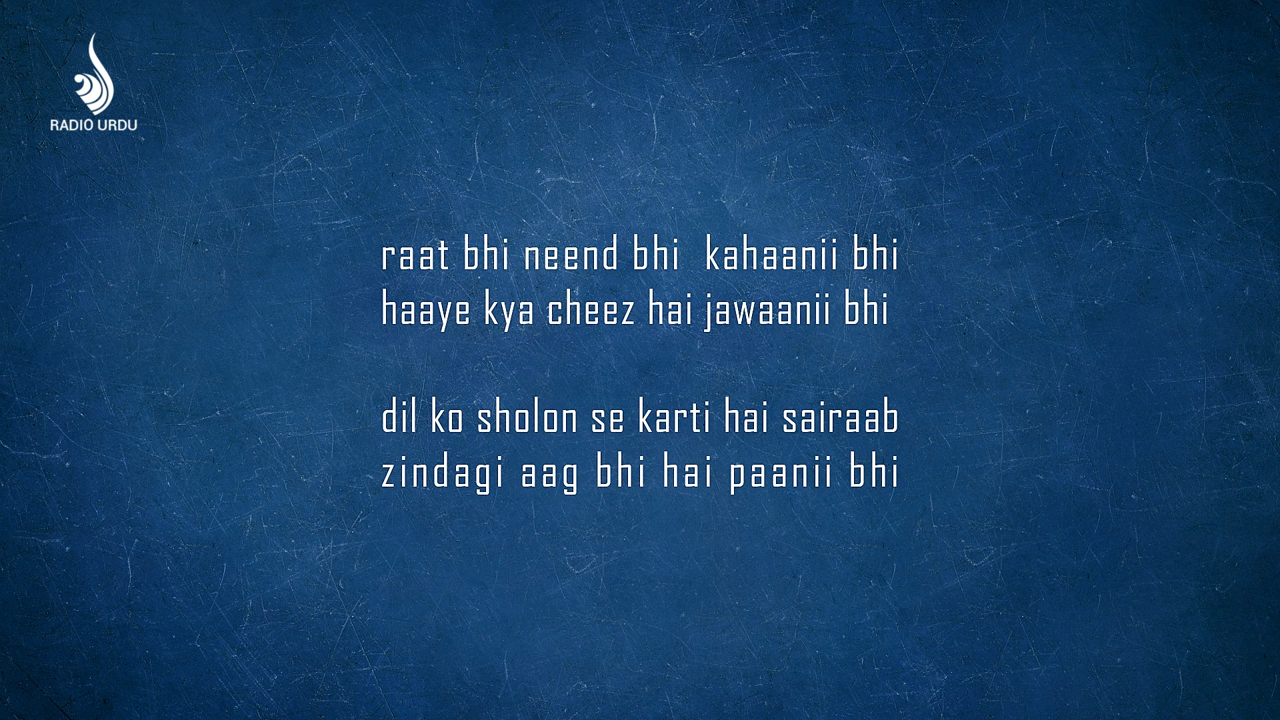 RADIO URDU
raat bhi neend bhi kahaanii bhi
haaye kya cheez hai jawaanii bhi
dil ko sholon se karti hai sairaab
zindagi aag bhi hai paanii bhi